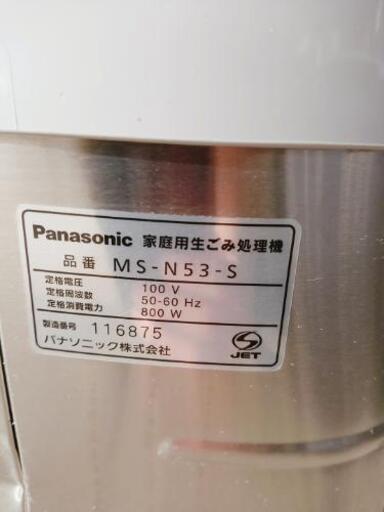 Panasonic 家庭用生ごみ処理機
品番 MS-N53-S
定格電圧 100 V
定格周波数 50-60 Hz
定格消費電力 800 W
製造番号 116875
パナソニック株式会社
S
JET